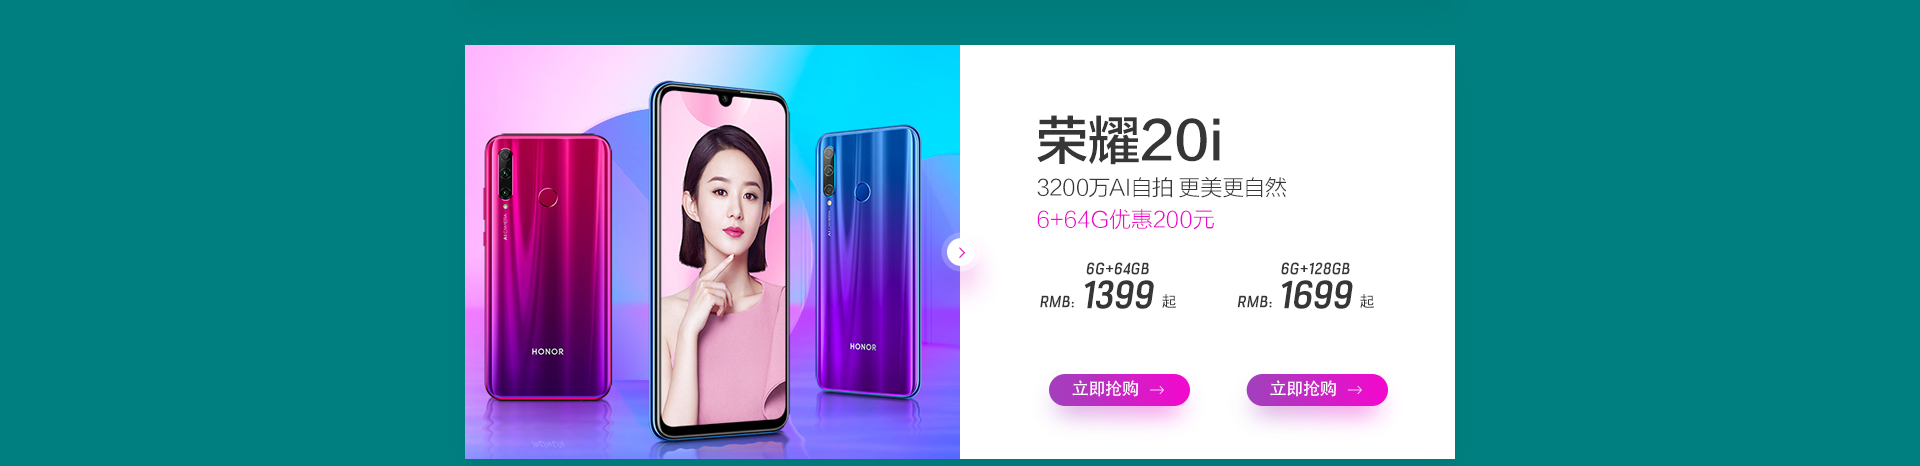 HONOR
HONOR
荣耀20i
3200万AI自拍 更美更自然
6+64G优惠200元
6G+64GB
RMB: 1399 起
6G+128GB
RMB: 1699 起
立即抢购 →
立即抢购 →